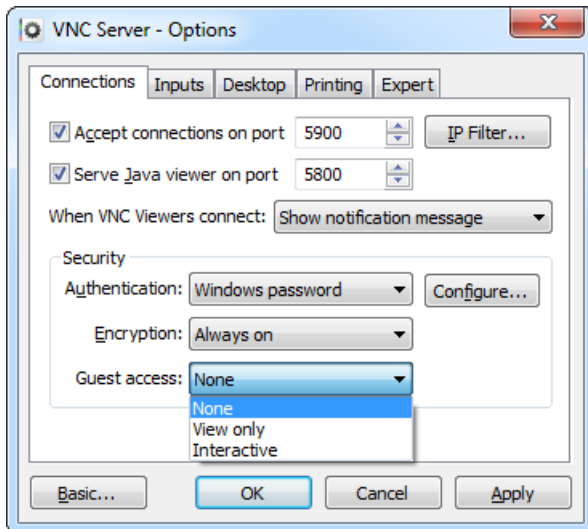 VNC Server - Options
Connections Inputs Desktop Printing Expert
Accept connections on port 5900 IP Filter...
Serve Java viewer on port 5800
When VNC Viewers connect: Show notification message
Security
Authentication: Windows password Configure...
Encryption: Always on
Guest access: None
None
View only
Interactive
Basic... OK Cancel Apply